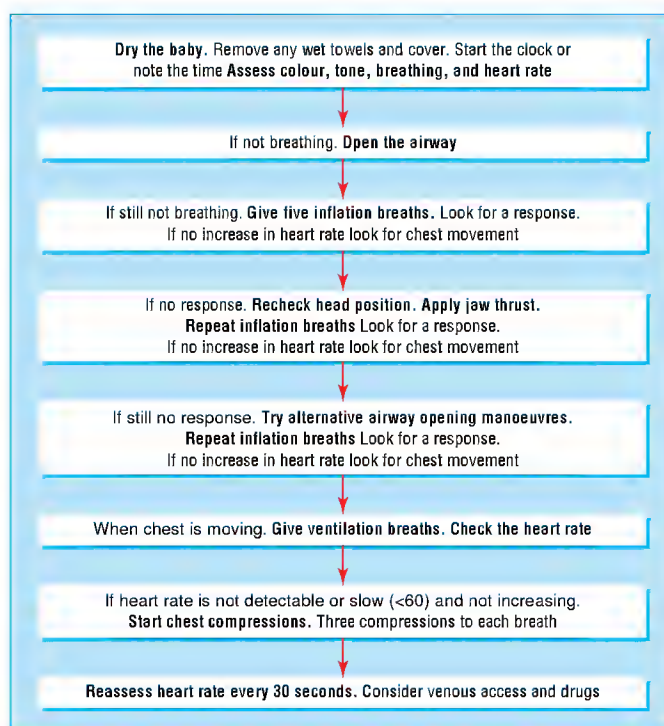 Dry the baby. Remove any wet towels and cover. Start the clock or
note the time Assess colour, tone, breathing, and heart rate
If not breathing. Open the airway
If still not breathing. Give five inflation breaths. Look for a response.
If no increase in heart rate look for chest movement
If no response. Recheck head position. Apply jaw thrust.
Repeat inflation breaths Look for a response.
If no increase in heart rate look for chest movement
If still no response. Try alternative airway opening manoeuvres.
Repeat inflation breaths Look for a response.
If no increase in heart rate look for chest movement
When chest is moving. Give ventilation breaths. Check the heart rate
If heart rate is not detectable or slow (<60) and not increasing.
Start chest compressions. Three compressions to each breath
Reassess heart rate every 30 seconds. Consider venous access and drugs